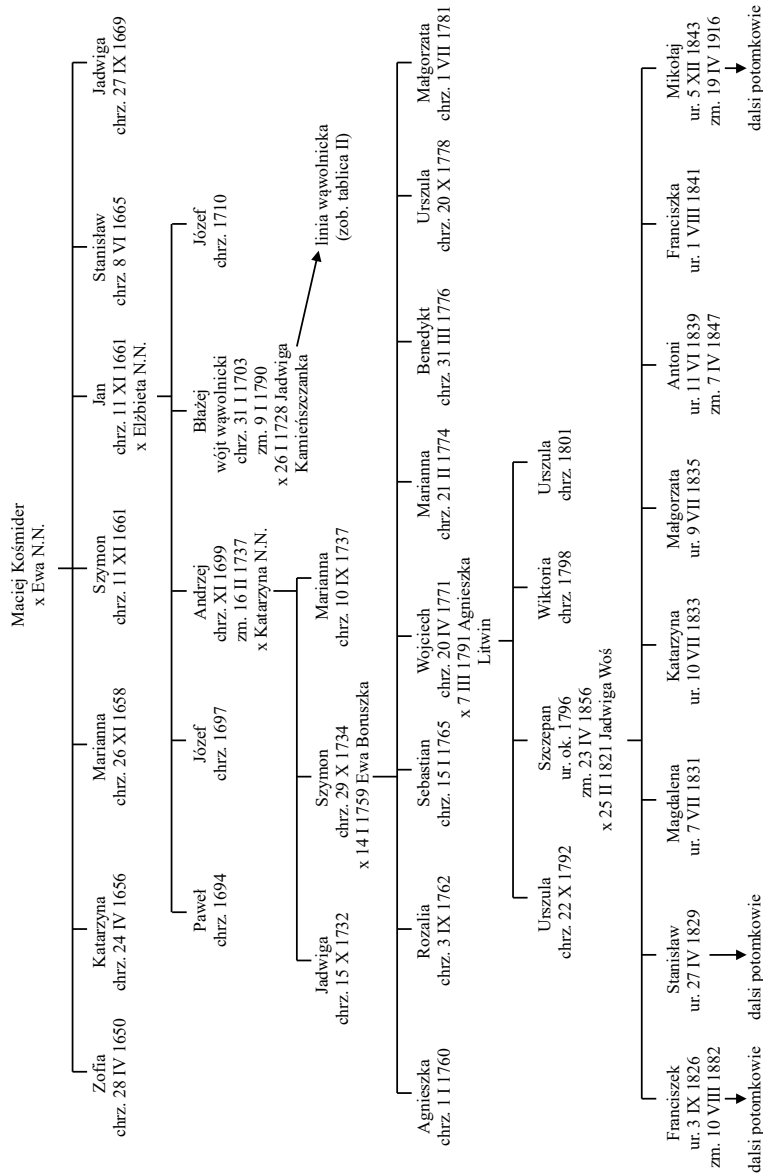 Maciej Kośmider
x Ewa N.N.
Zofia
chrz. 28 IV 1650
Katarzyna
chrz. 24 IV 1656
Marianna
chrz. 26 XI 1658
Szymon
chrz. 11 XI 1661
Jan
chrz. 11 XI 1661
x Elżbieta N.N.
Stanisław
chrz. 8 VI 1665
Jadwiga
chrz. 27 IX 1669
Paweł
chrz. 1694
Józef
chrz. 1697
Andrzej
chrz. XI 1699
zm. 16 II 1737
x Katarzyna N.N.
Błażej
wójt wąwolnicki
chrz. 31 I 1703
zm. 9 I 1790
x 26 I 1728 Jadwiga
Kamieńszczanka
Józef
chrz. 1710
linia wąwolnicka
(zob. tablica II)
Jadwiga
chrz. 15 X 1732
Szymon
chrz. 29 X 1734
x 14 I 1759 Ewa Boruszka
Marianna
chrz. 10 IX 1737
Agnieszka
chrz. 1 I 1760
Rozalia
chrz. 3 IX 1762
Sebastian
chrz. 15 I 1765
Wojciech
chrz. 20 IV 1771
x 7 III 1791 Agnieszka
Litwin
Marianna
chrz. 21 II 1774
Benedykt
chrz. 31 III 1776
Urszula
chrz. 20 X 1778
Małgorzata
chrz. 1 VII 1781
Urszula
chrz. 22 X 1792
Szczepan
ur. ok. 1796
zm. 23 IV 1856
x 25 II 1821 Jadwiga Woś
Wiktoria
chrz. 1798
Urszula
chrz. 1801
Franciszek
ur. 3 IX 1826
zm. 10 VIII 1882
dalsi potomkowie
Stanisław
ur. 27 IV 1829
dalsi potomkowie
Magdalena
ur. 7 VII 1831
Katarzyna
ur. 10 VII 1833
Małgorzata
ur. 9 VII 1835
Antoni
ur. 11 VI 1839
zm. 7 IV 1847
Franciszka
ur. 1 VIII 1841
Mikołaj
ur. 5 XII 1843
zm. 19 IV 1916
dalsi potomkowie